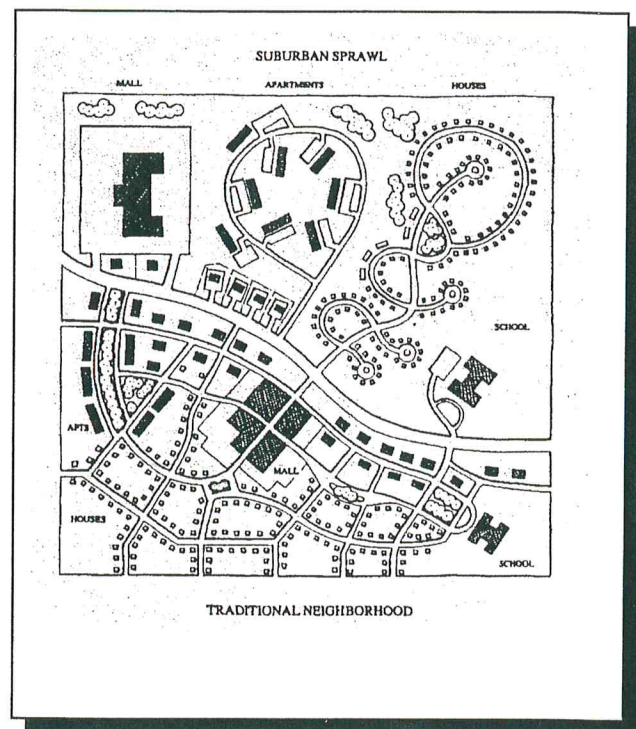 SUBURBAN SPRAWL
MALL
APARTMENTS
HOUSES
SCHOOL
APTS
MALL
HOUSES
SCHOOL
TRADITIONAL NEIGHBORHOOD